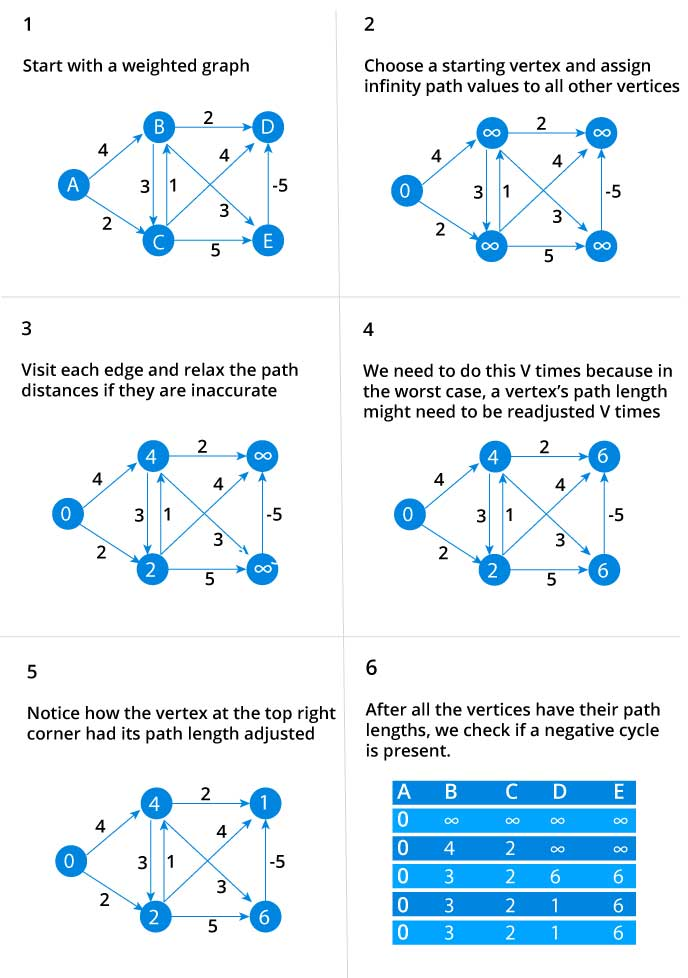 1
Start with a weighted graph
A
B
C
D
E
4
2
3
1
2
4
3
5
-5
2
Choose a starting vertex and assign
infinity path values to all other vertices
0
∞
∞
∞
∞
4
2
3
1
2
4
3
5
-5
3
Visit each edge and relax the path
distances if they are inaccurate
0
4
2
∞
∞
4
2
3
1
2
4
3
5
-5
4
We need to do this V times because in
the worst case, a vertex's path length
might need to be readjusted V times
0
4
2
6
6
4
2
3
1
2
4
3
5
-5
5
Notice how the vertex at the top right
corner had its path length adjusted
0
4
2
1
6
4
2
3
1
2
4
3
5
-5
6
After all the vertices have their path
lengths, we check if a negative cycle
is present.
A B C D E
0 ∞ ∞ ∞ ∞
0 4 2 ∞ ∞
0 3 2 6 6
0 3 2 1 6
0 3 2 1 6